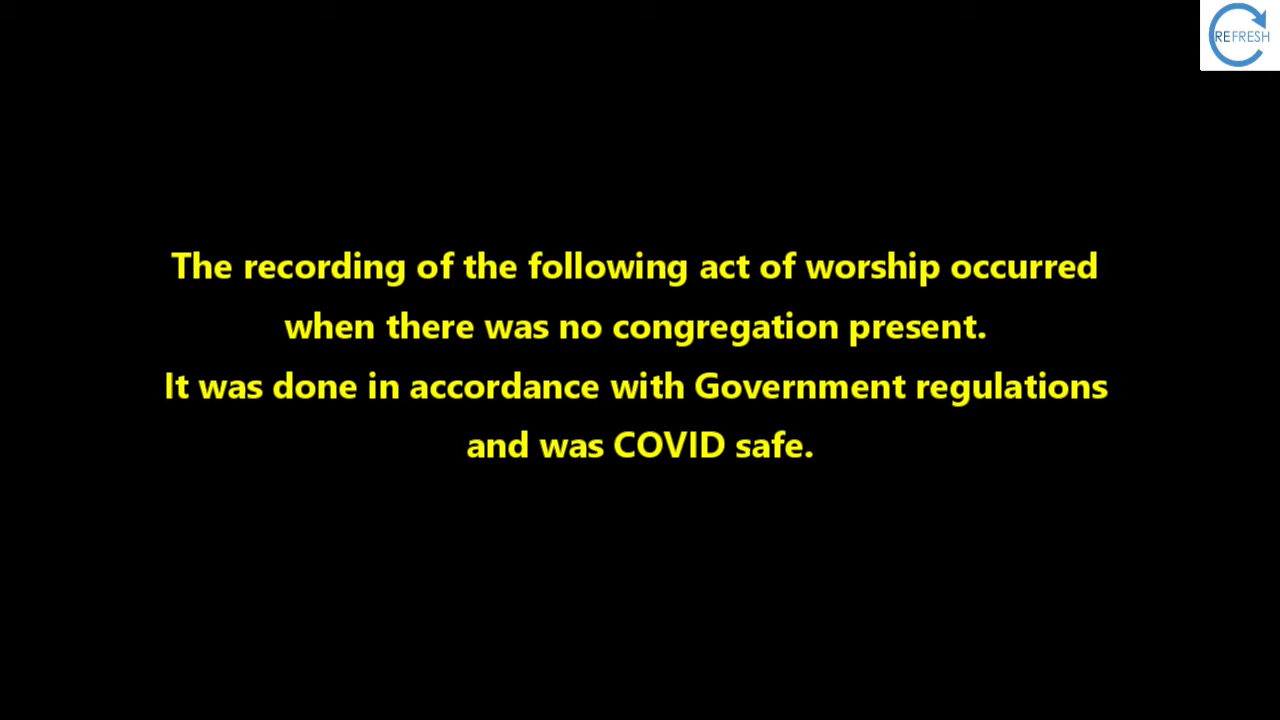 REFRESH
The recording of the following act of worship occurred
when there was no congregation present.
It was done in accordance with Government regulations
and was COVID safe.